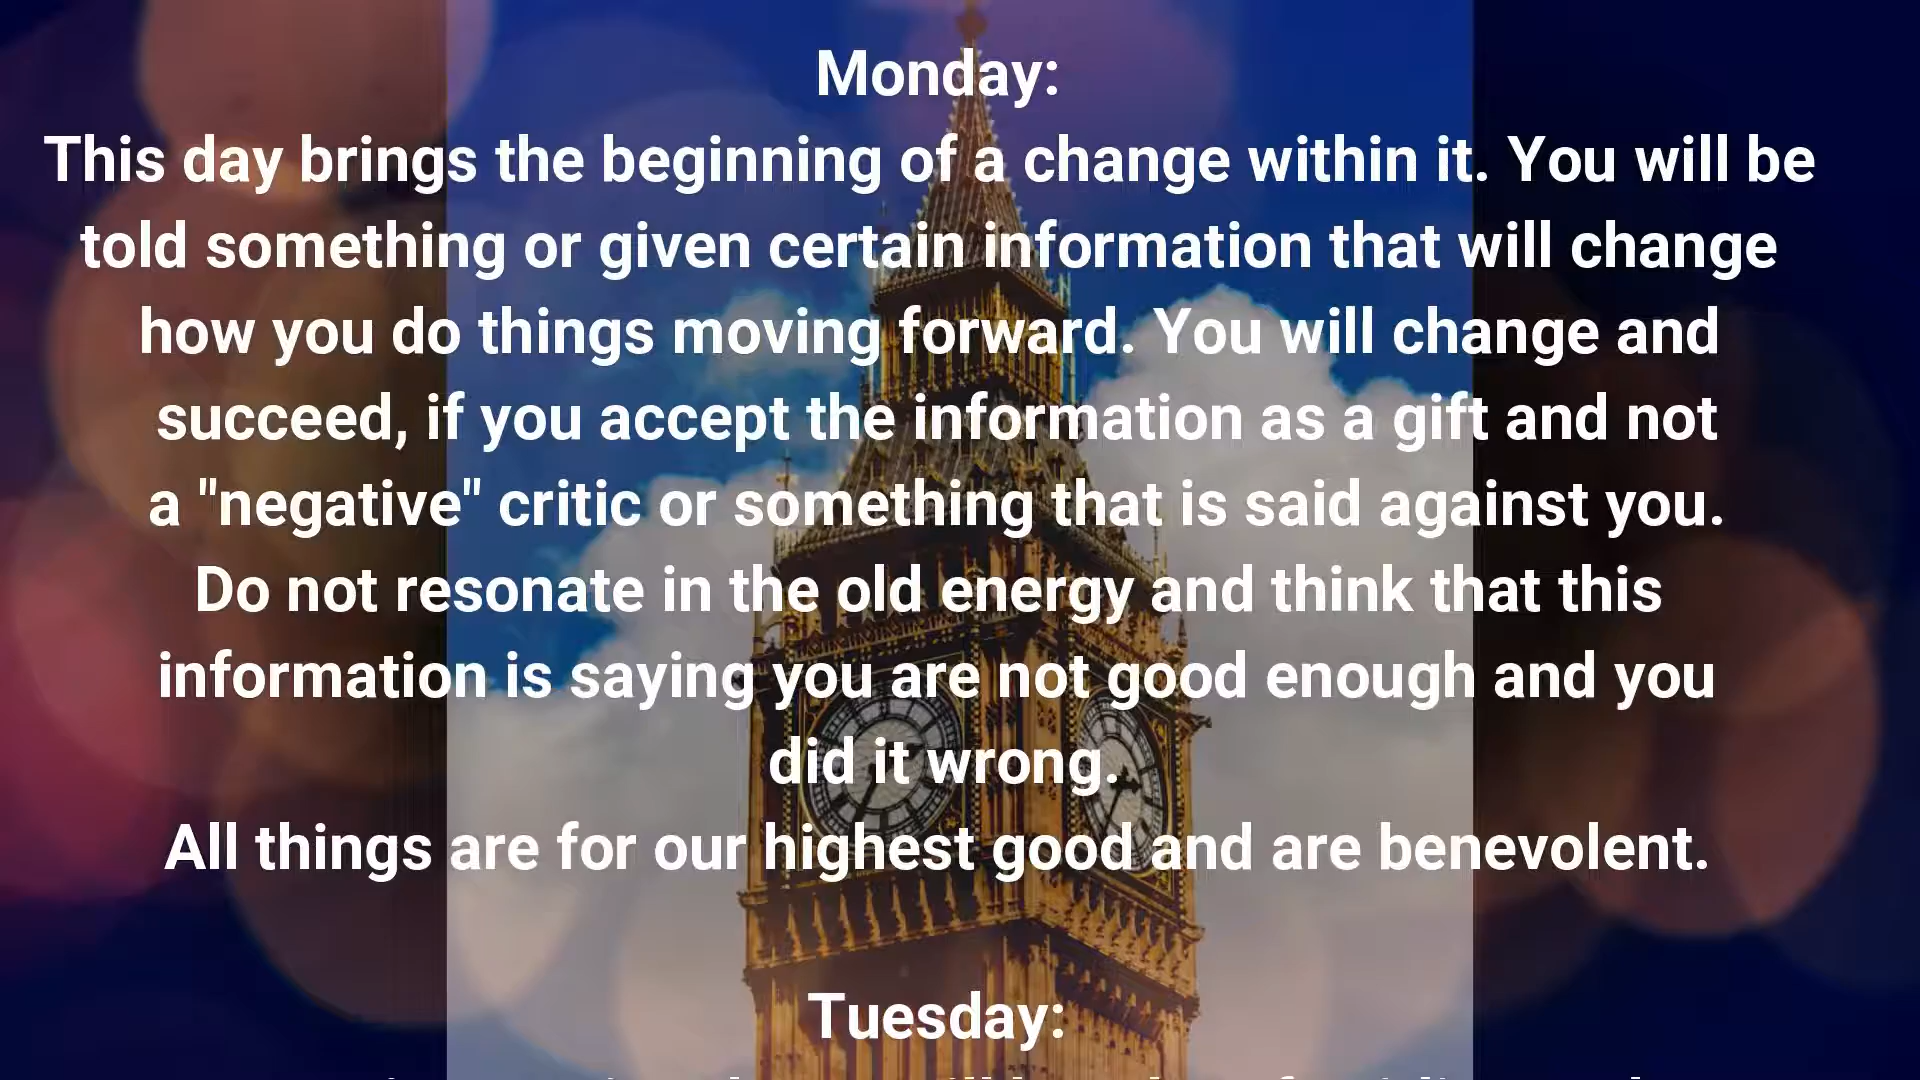 Monday:
This day brings the beginning of a change within it. You will be
told something or given certain information that will change
how you do things moving forward. You will change and
succeed, if you accept the information as a gift and not
a "negative" critic or something that is said against you.
Do not resonate in the old energy and think that this
information is saying you are not good enough and you
did it wrong.
All things are for our highest good and are benevolent.
Tuesday: